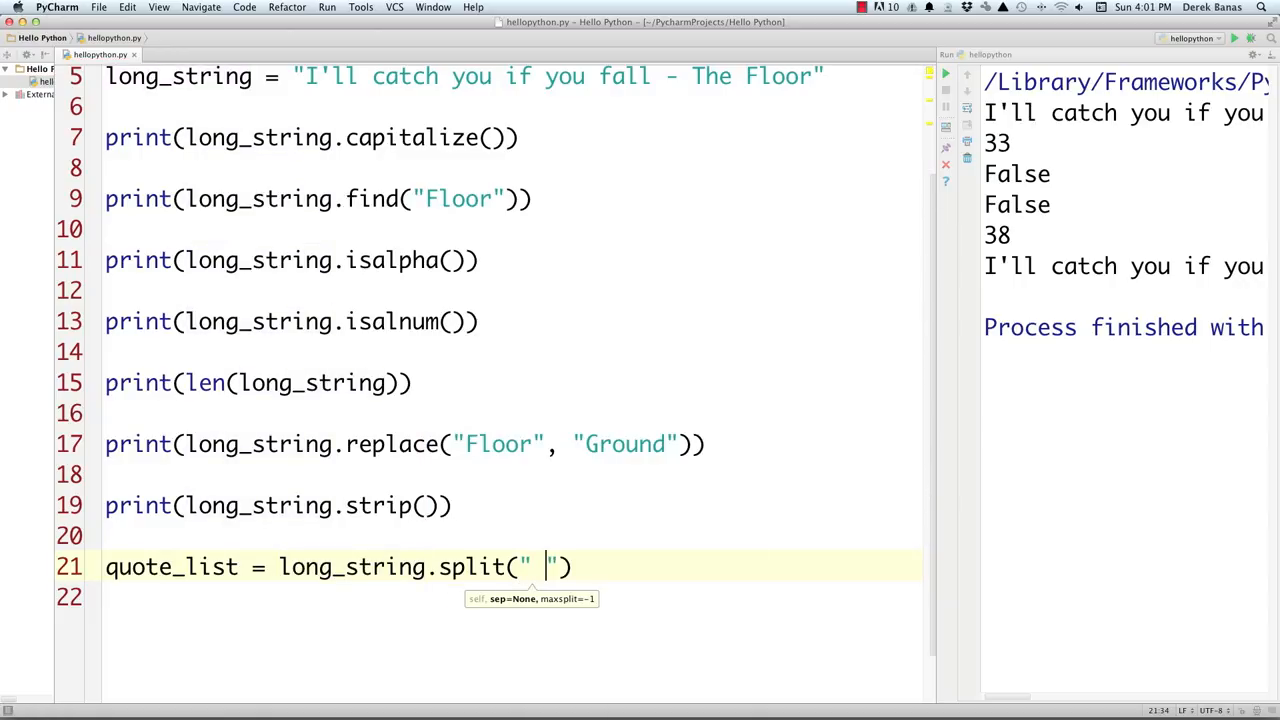 PyCharm File Edit View Navigate Code Refactor Run Tools VCS Window Help 10 Sun 4:01 PM Derek Banas
hellopython.py - Hello Python - [~/PycharmProjects/Hello Python]
Hello Python hellopython.py hellopython
hellopython.py Run hellopython
Hello Pyth
hell
Externa
5 long_string = "I'll catch you if you fall - The Floor"
6
7 print(long_string.capitalize())
8
9 print(long_string.find("Floor"))
10
11 print(long_string.isalpha())
12
13 print(long_string.isalnum())
14
15 print(len(long_string))
16
17 print(long_string.replace("Floor", "Ground"))
18
19 print(long_string.strip())
20
21 quote_list = long_string.split(" ")
22
self, sep=None, maxsplit=-1
/Library/Frameworks/Py
I'll catch you if you
33
False
False
38
I'll catch you if you
Process finished with
21:34 LF UTF-8